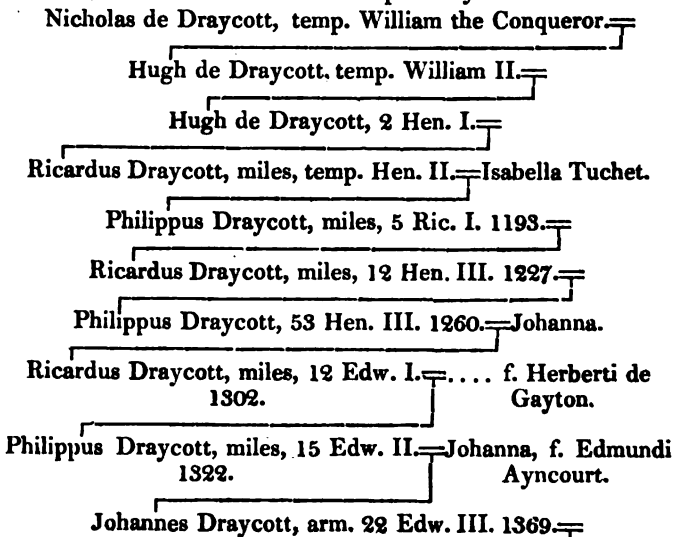 Nicholas de Draycott, temp. William the Conqueror.
Hugh de Draycott. temp. William II.
Hugh de Draycott, 2 Hen. I.
Ricardus Draycott, miles, temp. Hen. II. Isabella Tuchet.
Philippus Draycott, miles, 5 Ric. I. 1193.
Ricardus Draycott, miles, 12 Hen. III. 1227.
Philippus Draycott, 53 Hen. III. 1260. Johanna.
Ricardus Draycott, miles, 12 Edw. I. .... f. Herberti de
1302. Gayton.
Philippus Draycott, miles, 15 Edw. II. Johanna, f. Edmundi
1322. Ayncourt.
Johannes Draycott, arm. 22 Edw. III. 1369.